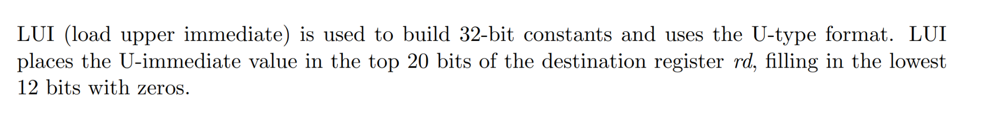 LUI (load upper immediate) is used to build 32-bit constants and uses the U-type format. LUI
places the U-immediate value in the top 20 bits of the destination register rd, filling in the lowest
12 bits with zeros.